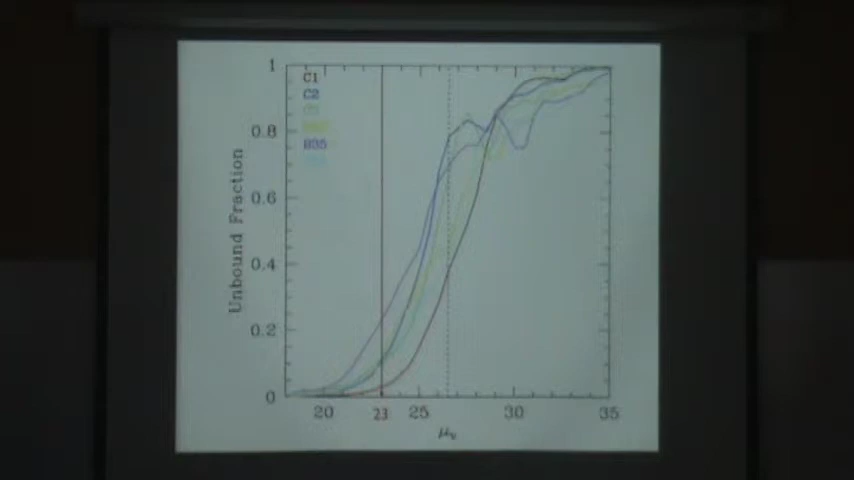 1
C1
C2
0.8
B35
0.6
Unbound Fraction
0.4
0.2
0
20 23 25 30 35
μᵥ